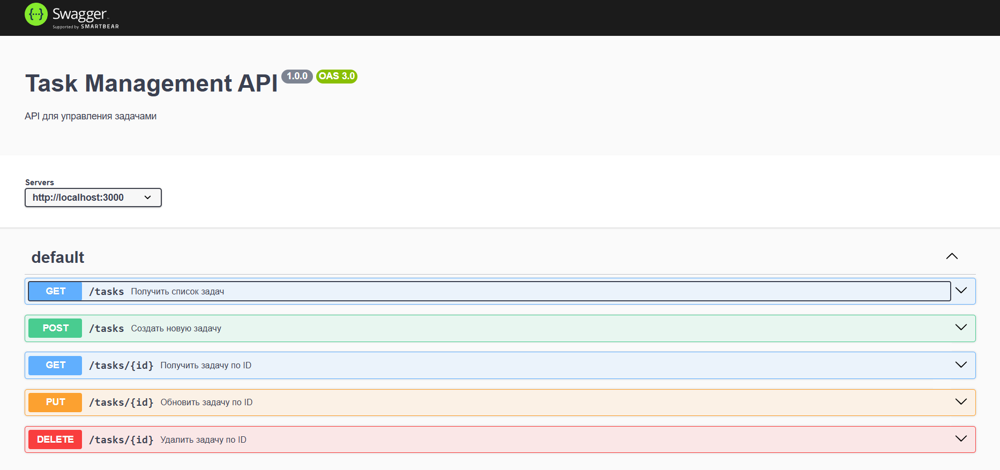 Swagger
Supported by SMARTBEAR
Task Management API 1.0.0 OAS 3.0
API для управления задачами
Servers
http://localhost:3000
default
GET /tasks Получить список задач
POST /tasks Создать новую задачу
GET /tasks/{id} Получить задачу по ID
PUT /tasks/{id} Обновить задачу по ID
DELETE /tasks/{id} Удалить задачу по ID